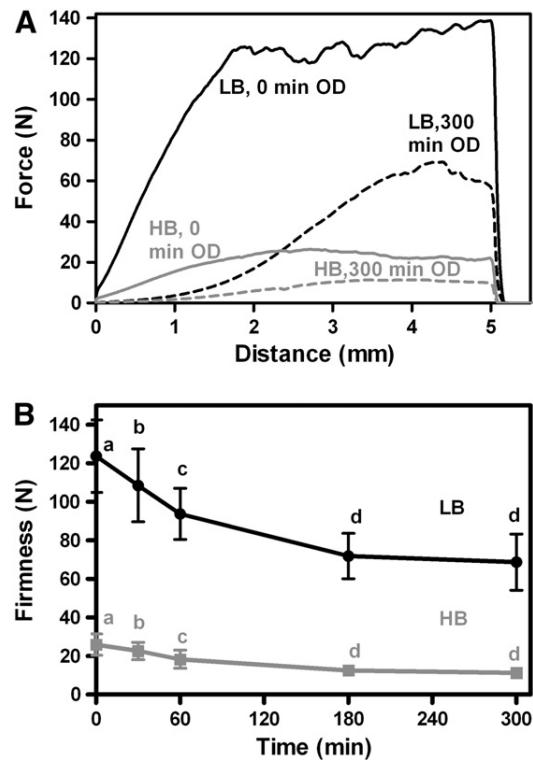 A
140
120
100
80
60
40
20
0
Force (N)
LB, 0 min OD
LB,300
min OD
HB, 0
min OD
HB,300 min OD
0 1 2 3 4 5
Distance (mm)
B
140
120
100
80
60
40
20
0
Firmness (N)
a
b
c
d
d
LB
a
b
c
d
d
HB
0 60 120 180 240 300
Time (min)